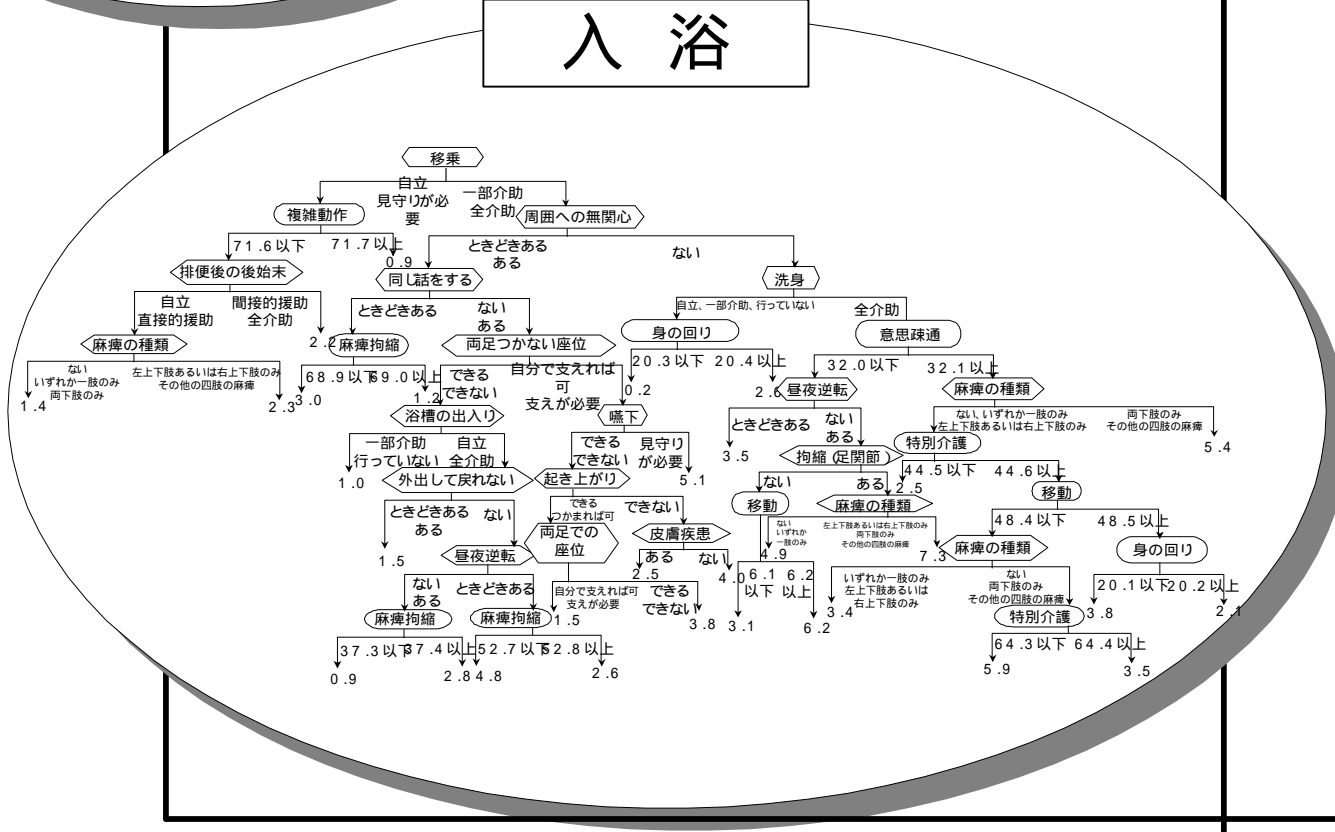 入 浴
移乗
自立
見守りが必
要
一部介助
全介助
複雑動作
周囲への無関心
71.6以下
71.7以上
0.9
ときどきある
ある
ない
排便後の後始末
同じ話をする
洗身
自立
直接的援助
間接的援助
全介助
2.2
ときどきある
ない
ある
自立、一部介助、行っていない
全介助
麻痺の種類
麻痺拘縮
両足つかない座位
身の回り
意思疎通
ない
いずれか一肢のみ
両下肢のみ
1.4
左上下肢あるいは右上下肢のみ
その他の四肢の麻痺
2.3
68.9以下
3.0
69.0以上
1.2
できる
できない
自分で支えれば
可
支えが必要
20.3以下
0.2
20.4以上
2.6
32.0以下
32.1以上
浴槽の出入り
嚥下
昼夜逆転
麻痺の種類
一部介助
行っていない
1.0
自立
全介助
できる
できない
見守り
が必要
5.1
ときどきある
3.5
ない
ある
ない、いずれか一肢のみ
左上下肢あるいは右上下肢のみ
両下肢のみ
その他の四肢の麻痺
5.4
外出して戻れない
起き上がり
拘縮(足関節)
特別介護
ときどきある
ある
1.5
ない
できる
つかまれば可
できない
ない
ある
44.5以下
2.5
44.6以上
昼夜逆転
両足での
座位
皮膚疾患
移動
麻痺の種類
移動
ない
ある
ときどきある
自分で支えれば可
支えが必要
1.5
できる
できない
3.8
ある
2.5
ない
4.0
6.1
以下
3.1
6.2
以上
6.2
ない
いずれか
一肢のみ
4.9
左上下肢あるいは右上下肢のみ
両下肢のみ
その他の四肢の麻痺
7.3
48.4以下
48.5以上
麻痺拘縮
麻痺拘縮
麻痺の種類
身の回り
37.3以下
0.9
37.4以上
2.8
52.7以下
4.8
52.8以上
2.6
いずれか一肢のみ
左上下肢あるいは
右上下肢のみ
3.4
ない
両下肢のみ
その他の四肢の麻痺
20.1以下
3.8
20.2以上
2.1
特別介護
64.3以下
5.9
64.4以上
3.5